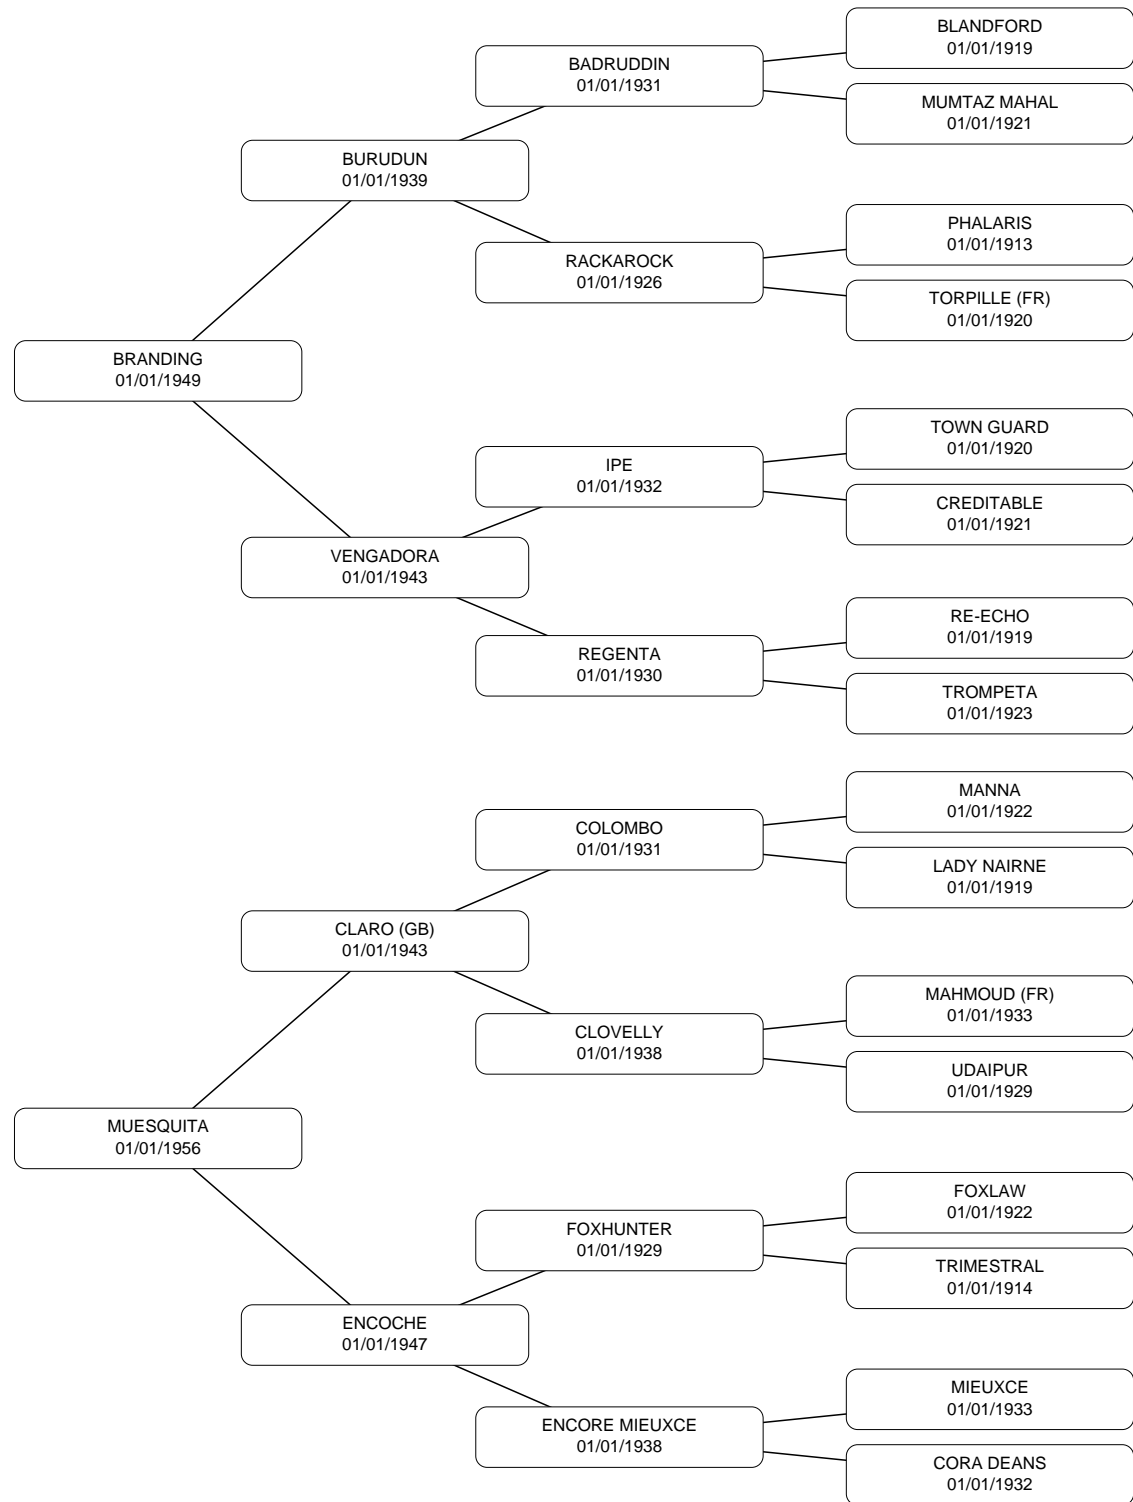 BLANDFORD
01/01/1919
BADRUDDIN
01/01/1931
MUMTAZ MAHAL
01/01/1921
BURUDUN
01/01/1939
PHALARIS
01/01/1913
RACKAROCK
01/01/1926
TORPILLE (FR)
01/01/1920
BRANDING
01/01/1949
TOWN GUARD
01/01/1920
IPE
01/01/1932
CREDITABLE
01/01/1921
VENGADORA
01/01/1943
RE-ECHO
01/01/1919
REGENTA
01/01/1930
TROMPETA
01/01/1923
MANNA
01/01/1922
COLOMBO
01/01/1931
LADY NAIRNE
01/01/1919
CLARO (GB)
01/01/1943
MAHMOUD (FR)
01/01/1933
CLOVELLY
01/01/1938
UDAIPUR
01/01/1929
MUESQUITA
01/01/1956
FOXLAW
01/01/1922
FOXHUNTER
01/01/1929
TRIMESTRAL
01/01/1914
ENCOCHE
01/01/1947
MIEUXCE
01/01/1933
ENCORE MIEUXCE
01/01/1938
CORA DEANS
01/01/1932